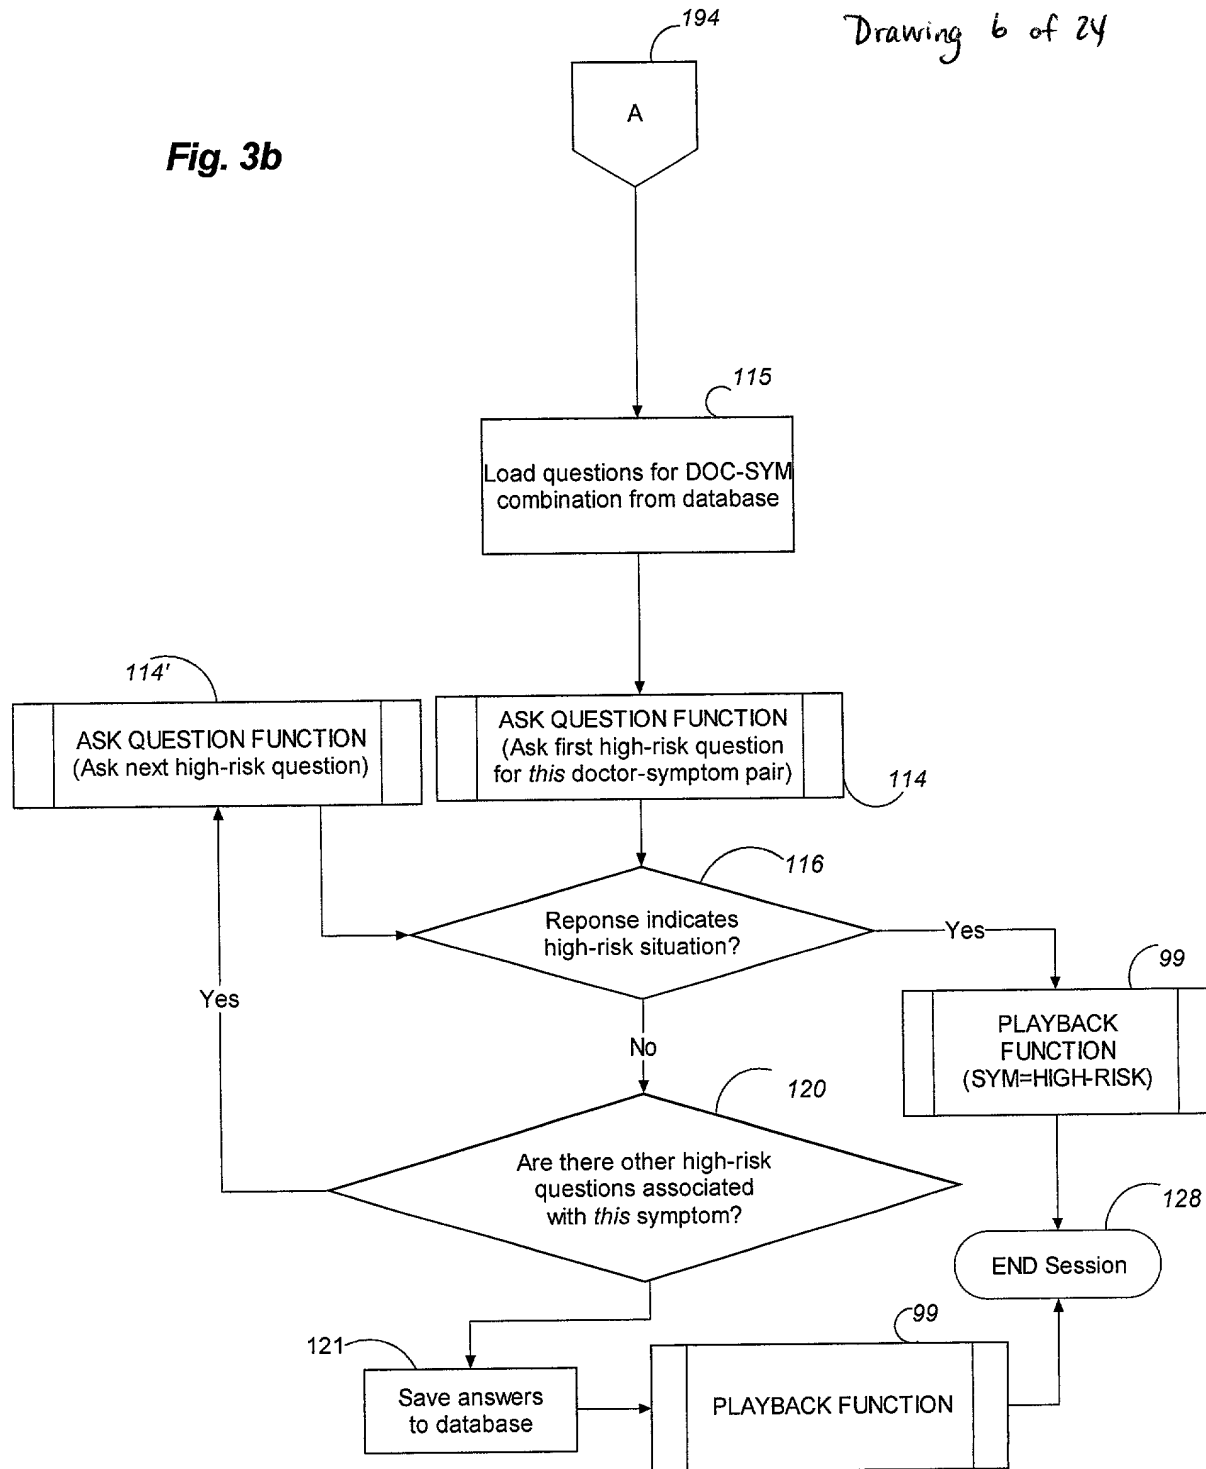 194
Drawing 6 of 24
A
Fig. 3b
115
Load questions for DOC-SYM
combination from database
114'
ASK QUESTION FUNCTION
(Ask next high-risk question)
ASK QUESTION FUNCTION
(Ask first high-risk question
for this doctor-symptom pair)
114
116
Reponse indicates
high-risk situation?
Yes
99
PLAYBACK
FUNCTION
(SYM=HIGH-RISK)
Yes
No
120
Are there other high-risk
questions associated
with this symptom?
128
END Session
121
Save answers
to database
99
PLAYBACK FUNCTION